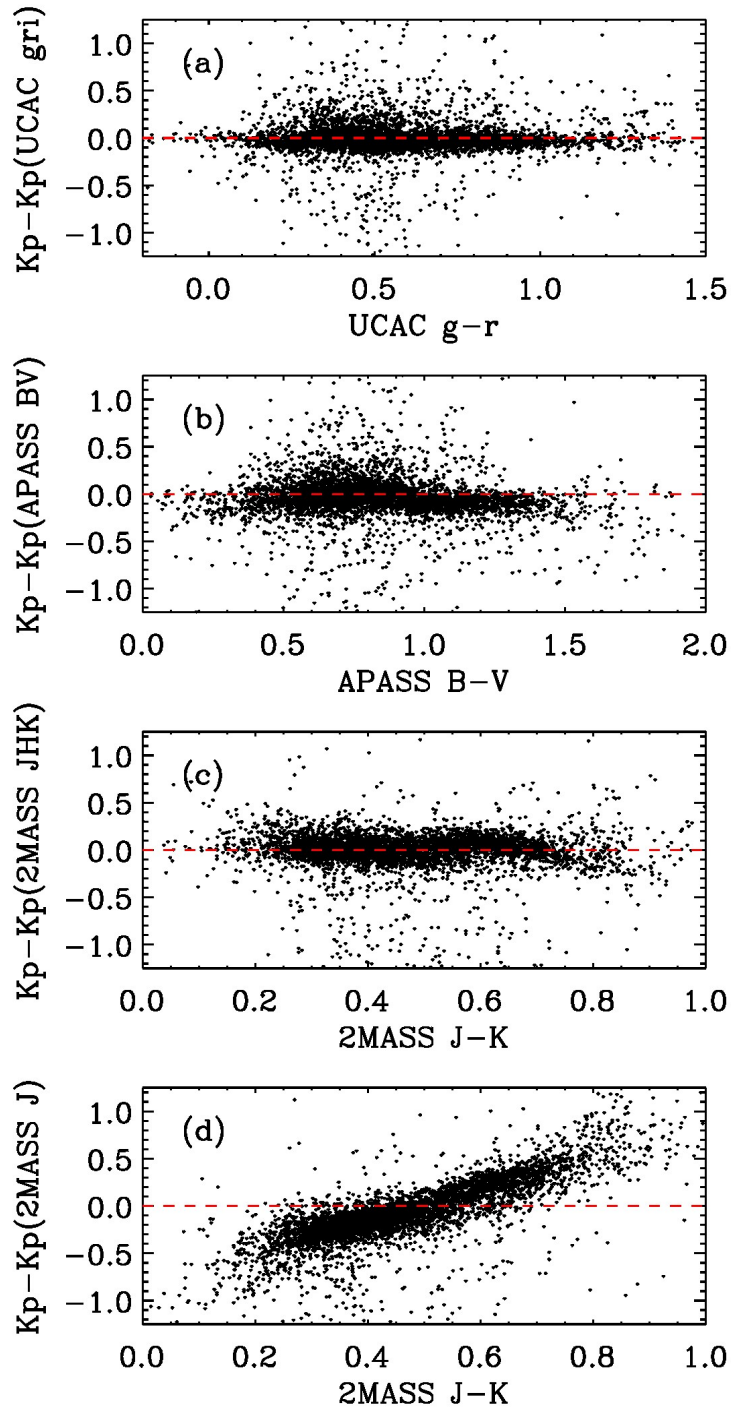 1.0
0.5
0.0
−0.5
−1.0
Kp−Kp(UCAC gri)
(a)
0.0 0.5 1.0 1.5
UCAC g−r
1.0
0.5
0.0
−0.5
−1.0
Kp−Kp(APASS BV)
(b)
0.0 0.5 1.0 1.5 2.0
APASS B−V
1.0
0.5
0.0
−0.5
−1.0
Kp−Kp(2MASS JHK)
(c)
0.0 0.2 0.4 0.6 0.8 1.0
2MASS J−K
1.0
0.5
0.0
−0.5
−1.0
Kp−Kp(2MASS J)
(d)
0.0 0.2 0.4 0.6 0.8 1.0
2MASS J−K